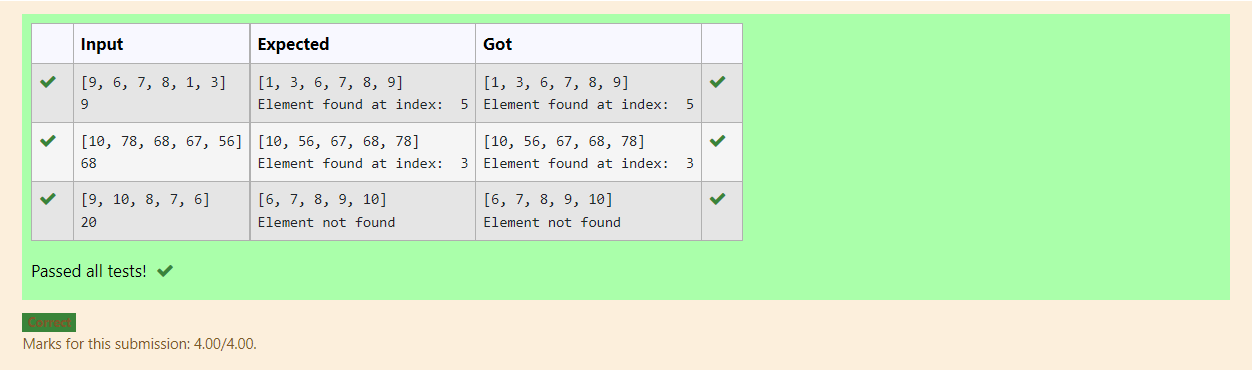 Input Expected Got
[9, 6, 7, 8, 1, 3] [1, 3, 6, 7, 8, 9] [1, 3, 6, 7, 8, 9]
9 Element found at index:  5 Element found at index:  5
[10, 78, 68, 67, 56] [10, 56, 67, 68, 78] [10, 56, 67, 68, 78]
68 Element found at index:  3 Element found at index:  3
[9, 10, 8, 7, 6] [6, 7, 8, 9, 10] [6, 7, 8, 9, 10]
20 Element not found Element not found
Passed all tests!
Correct
Marks for this submission: 4.00/4.00.